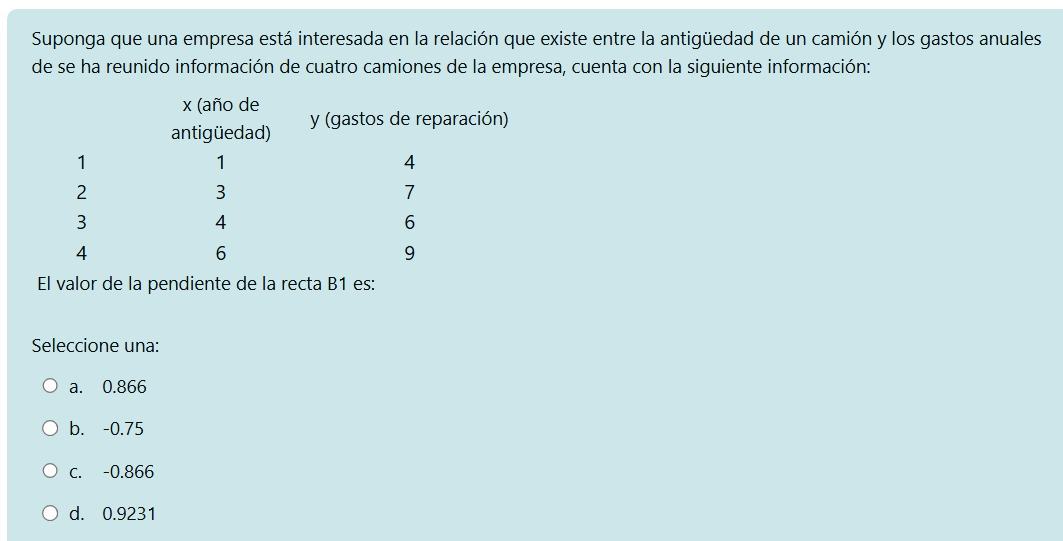 Suponga que una empresa está interesada en la relación que existe entre la antigüedad de un camión y los gastos anuales
de se ha reunido información de cuatro camiones de la empresa, cuenta con la siguiente información:
x (año de
antigüedad) y (gastos de reparación)
1 1 4
2 3 7
3 4 6
4 6 9
El valor de la pendiente de la recta B1 es:
Seleccione una:
a. 0.866
b. -0.75
c. -0.866
d. 0.9231